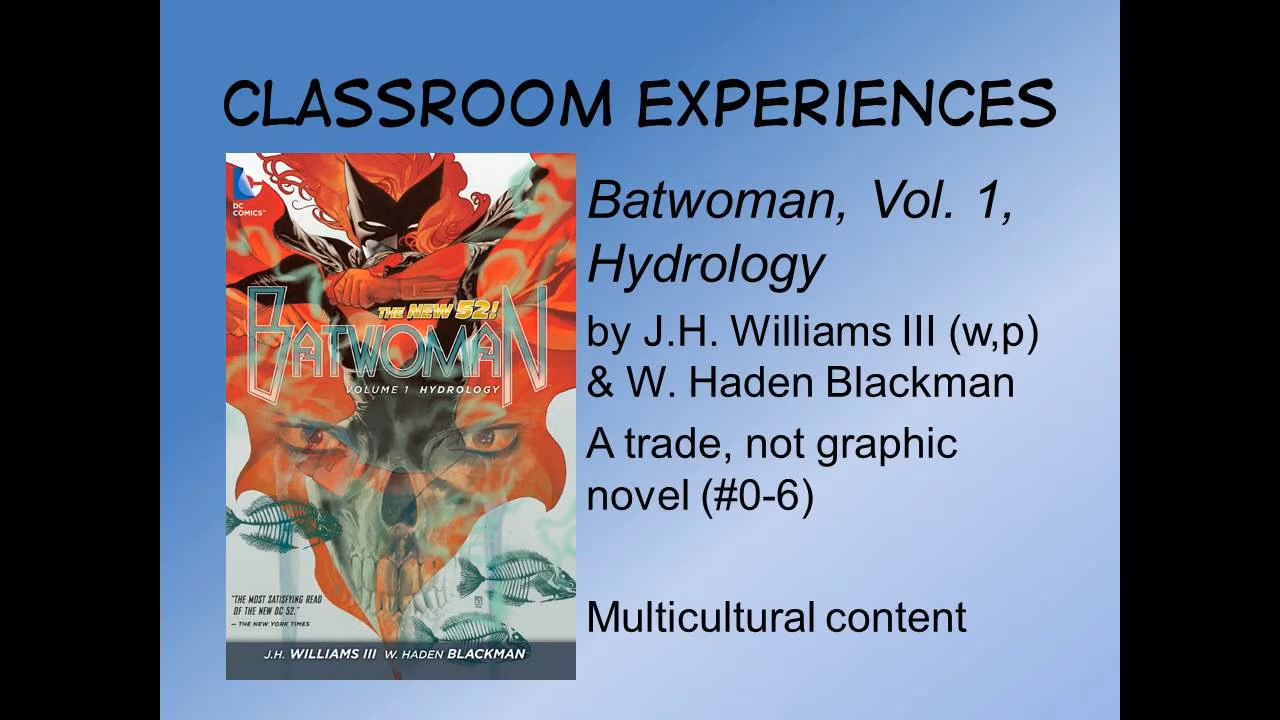 CLASSROOM EXPERIENCES
DC
COMICS™
THE NEW 52!
BATWOMAN
VOLUME 1 HYDROLOGY
"THE MOST SATISFYING READ
OF THE NEW DC 52."
— THE NEW YORK TIMES
J.H. WILLIAMS III W. HADEN BLACKMAN
Batwoman, Vol. 1,
Hydrology
by J.H. Williams III (w,p)
& W. Haden Blackman
A trade, not graphic
novel (#0-6)
Multicultural content